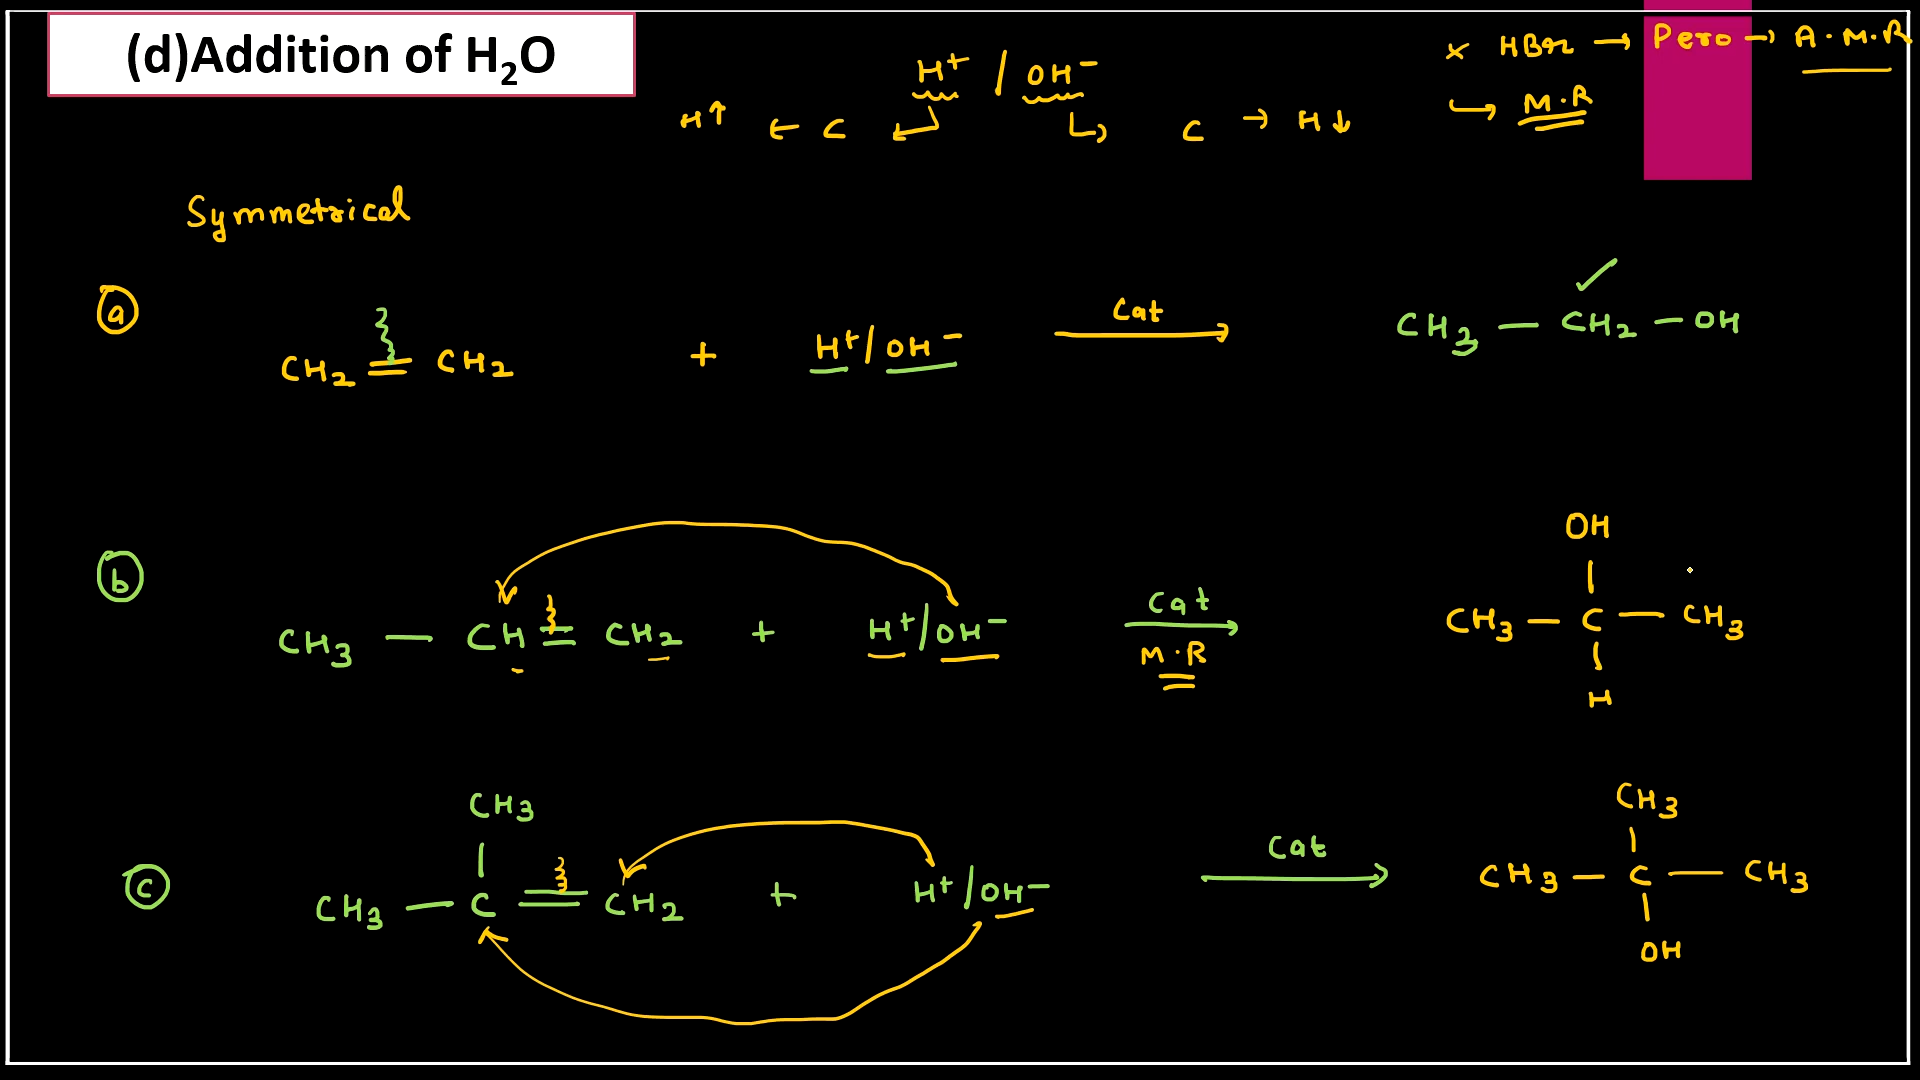 (d)Addition of H₂O
H⁺ / OH⁻
H↑ ← C ↙ ↳ C → H↓
x HBr → Pero → A.M.R
↳ M.R
Symmetrical
a
CH₂ = CH₂ + H⁺/OH⁻ Cat → CH₃ — CH₂ — OH ✓
b
CH₃ — CH = CH₂ + H⁺/OH⁻ Cat → M.R
OH
|
CH₃ — C — CH₃
|
H
c
CH₃
|
CH₃ — C = CH₂ + H⁺/OH⁻ Cat →
CH₃
|
CH₃ — C — CH₃
|
OH